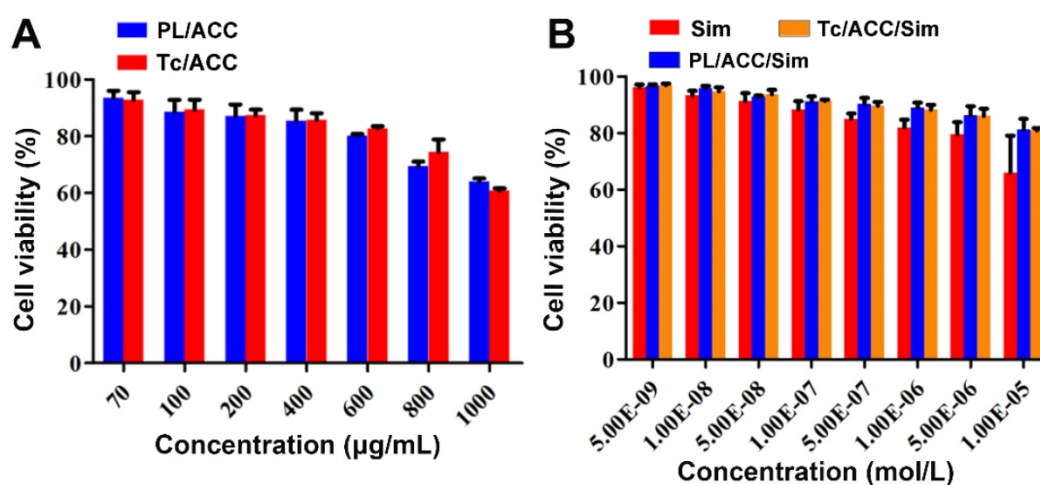 A
PL/ACC
Tc/ACC
100
80
60
40
20
0
Cell viability (%)
70
100
200
400
600
800
1000
Concentration (µg/mL)
B
Sim
Tc/ACC/Sim
PL/ACC/Sim
100
80
60
40
20
0
Cell viability (%)
5.00E-09
1.00E-08
5.00E-08
1.00E-07
5.00E-07
1.00E-06
5.00E-06
1.00E-05
Concentration (mol/L)